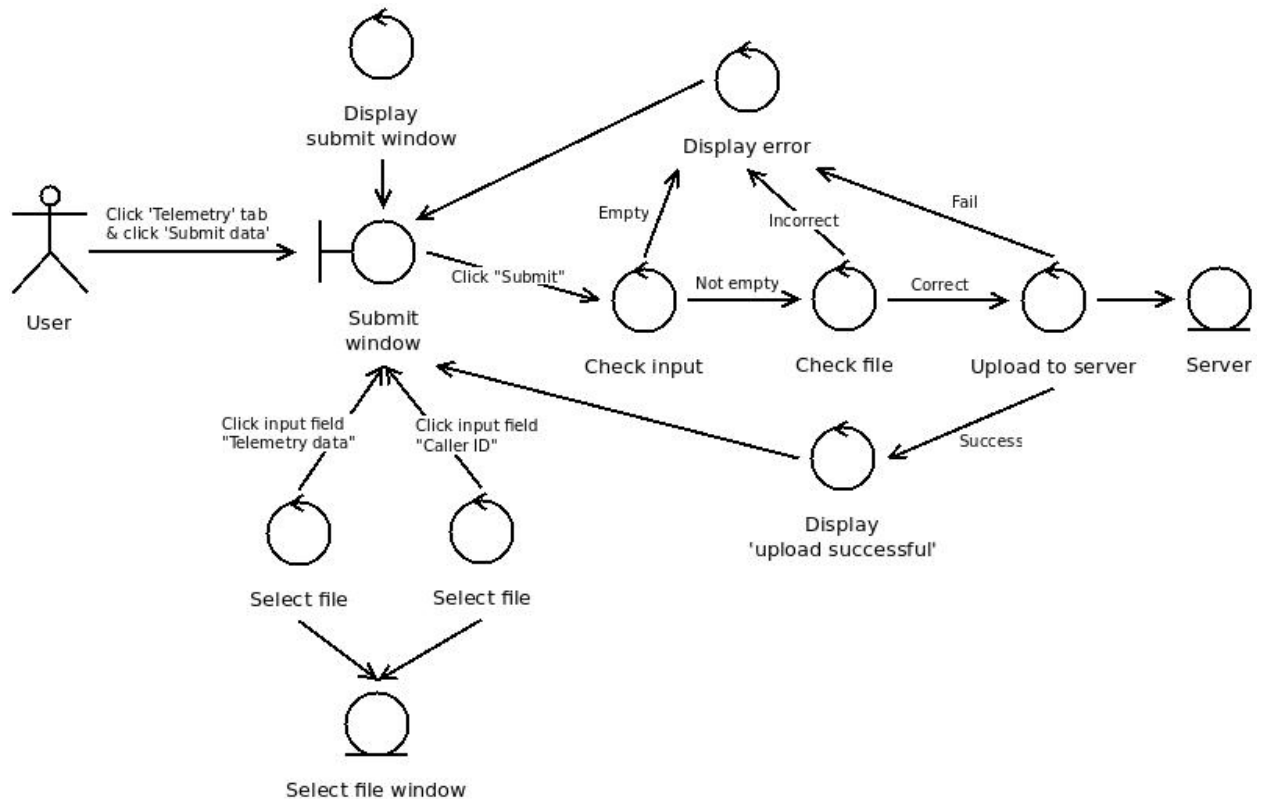 Display
submit window
Display error
Click 'Telemetry' tab
& click 'Submit data'
Empty
Incorrect
Fail
Click "Submit"
Not empty
Correct
User
Submit
window
Check input
Check file
Upload to server
Server
Click input field
"Telemetry data"
Click input field
"Caller ID"
Success
Display
'upload successful'
Select file
Select file
Select file window